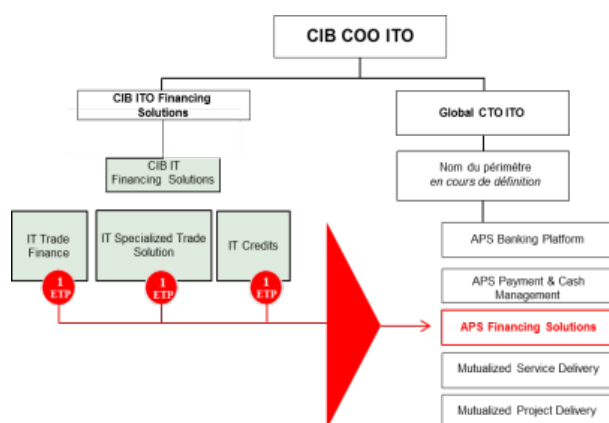 CIB COO ITO
CIB ITO Financing
Solutions
Global CTO ITO
CIB IT
Financing Solutions
Nom du périmètre
en cours de définition
IT Trade
Finance
IT Specialized Trade
Solution
IT Credits
1
ETP
1
ETP
1
ETP
APS Banking Platform
APS Payment & Cash
Management
APS Financing Solutions
Mutualized Service Delivery
Mutualized Project Delivery